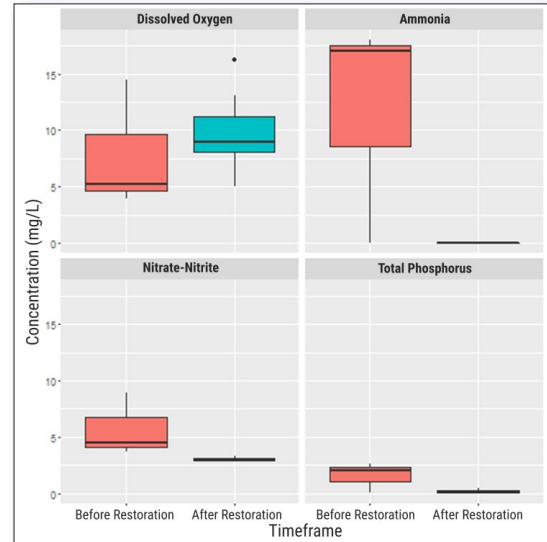 Dissolved Oxygen
Ammonia
15
10
5
0
Nitrate-Nitrite
Total Phosphorus
15
10
5
0
Concentration (mg/L)
Before Restoration
After Restoration
Before Restoration
After Restoration
Timeframe